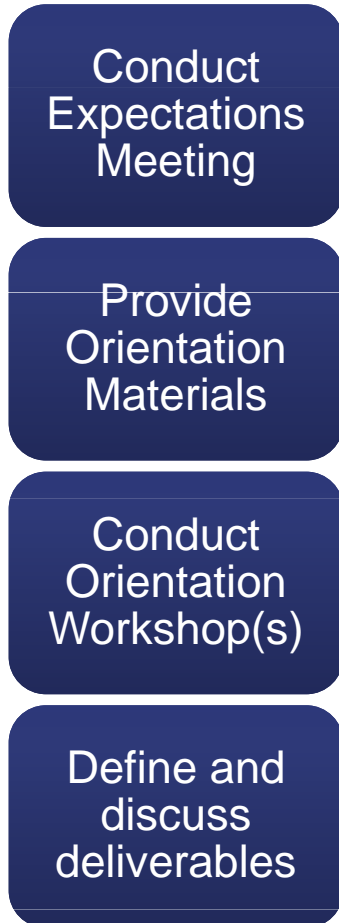 Conduct
Expectations
Meeting
Provide
Orientation
Materials
Conduct
Orientation
Workshop(s)
Define and
discuss
deliverables